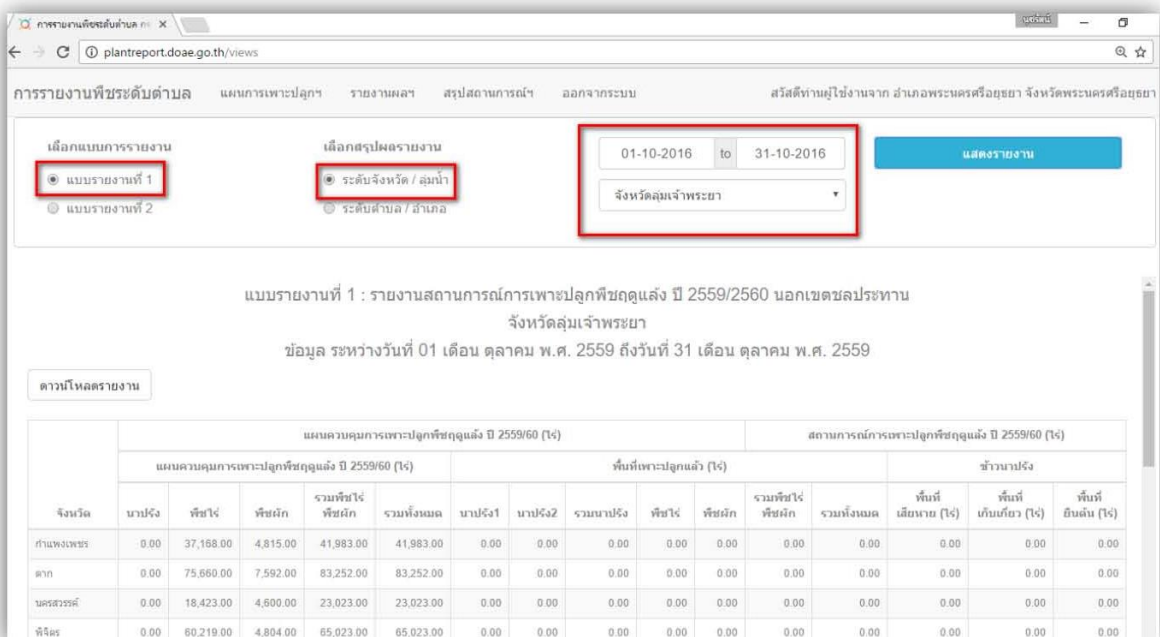 การรายงานพืชระดับตำบล
นชรัตน์
plantreport.doae.go.th/views
การรายงานพืชระดับตำบล แผนการเพาะปลูกฯ รายงานผลฯ สรุปสถานการณ์ฯ ออกจากระบบ สวัสดีท่านผู้ใช้งานจาก อำเภอพระนครศรีอยุธยา จังหวัดพระนครศรีอยุธยา
เลือกแบบการรายงาน เลือกสรุปผลรายงาน
01-10-2016 to 31-10-2016 แสดงรายงาน
แบบรายงานที่ 1 ระดับจังหวัด / ลุ่มน้ำ
จังหวัดลุ่มเจ้าพระยา
แบบรายงานที่ 2 ระดับตำบล / อำเภอ
แบบรายงานที่ 1 : รายงานสถานการณ์การเพาะปลูกพืชฤดูแล้ง ปี 2559/2560 นอกเขตชลประทาน
จังหวัดลุ่มเจ้าพระยา
ข้อมูล ระหว่างวันที่ 01 เดือน ตุลาคม พ.ศ. 2559 ถึงวันที่ 31 เดือน ตุลาคม พ.ศ. 2559
ดาวน์โหลดรายงาน
แผนควบคุมการเพาะปลูกพืชฤดูแล้ง ปี 2559/60 (ไร่) สถานการณ์การเพาะปลูกพืชฤดูแล้ง ปี 2559/60 (ไร่)
แผนควบคุมการเพาะปลูกพืชฤดูแล้ง ปี 2559/60 (ไร่) พื้นที่เพาะปลูกแล้ว (ไร่) ข้าวนาปรัง
จังหวัด นาปรัง พืชไร่ พืชผัก รวมพืชไร่ พืชผัก รวมทั้งหมด นาปรัง1 นาปรัง2 รวมนาปรัง พืชไร่ พืชผัก รวมพืชไร่ พืชผัก รวมทั้งหมด พื้นที่ เสียหาย (ไร่) พื้นที่ เก็บเกี่ยว (ไร่) พื้นที่ ยืนต้น (ไร่)
กำแพงเพชร 0.00 37,168.00 4,815.00 41,983.00 41,983.00 0.00 0.00 0.00 0.00 0.00 0.00 0.00 0.00 0.00 0.00
ตาก 0.00 75,660.00 7,592.00 83,252.00 83,252.00 0.00 0.00 0.00 0.00 0.00 0.00 0.00 0.00 0.00 0.00
นครสวรรค์ 0.00 18,423.00 4,600.00 23,023.00 23,023.00 0.00 0.00 0.00 0.00 0.00 0.00 0.00 0.00 0.00 0.00
พิจิตร 0.00 60,219.00 4,804.00 65,023.00 65,023.00 0.00 0.00 0.00 0.00 0.00 0.00 0.00 0.00 0.00 0.00